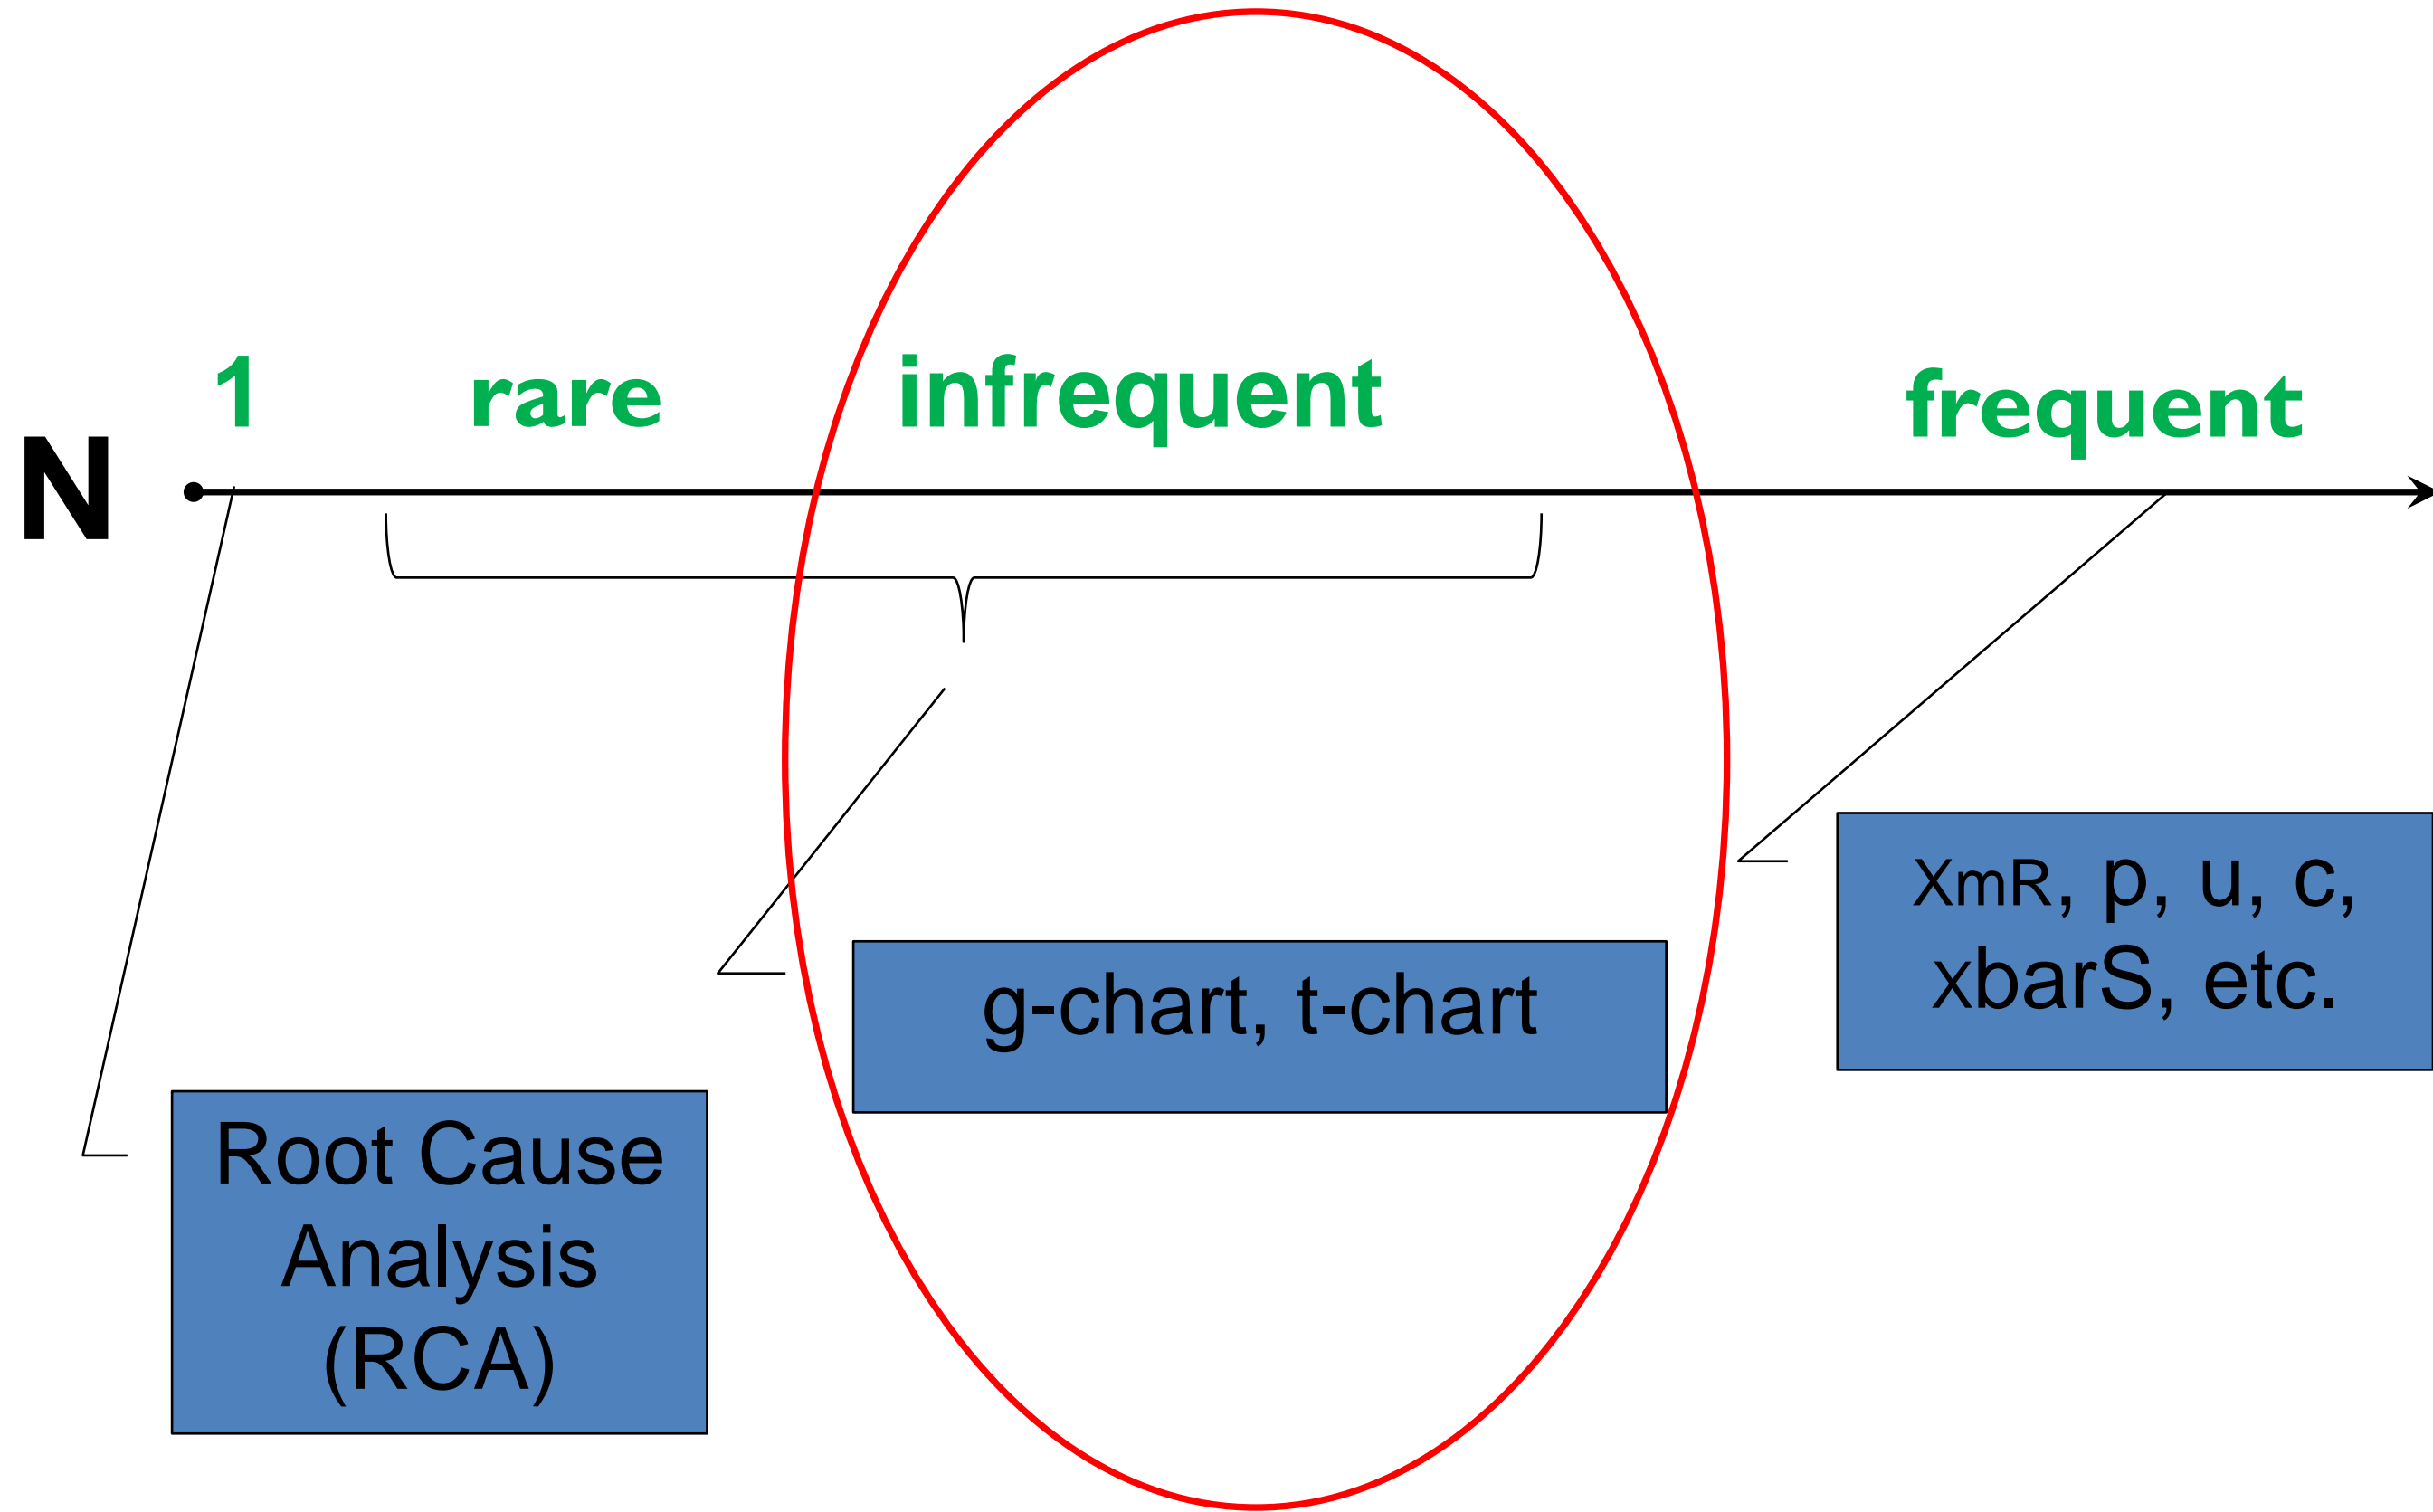 1 rare infrequent frequent
N
XmR, p, u, c,
xbarS, etc.
g-chart, t-chart
Root Cause
Analysis
(RCA)